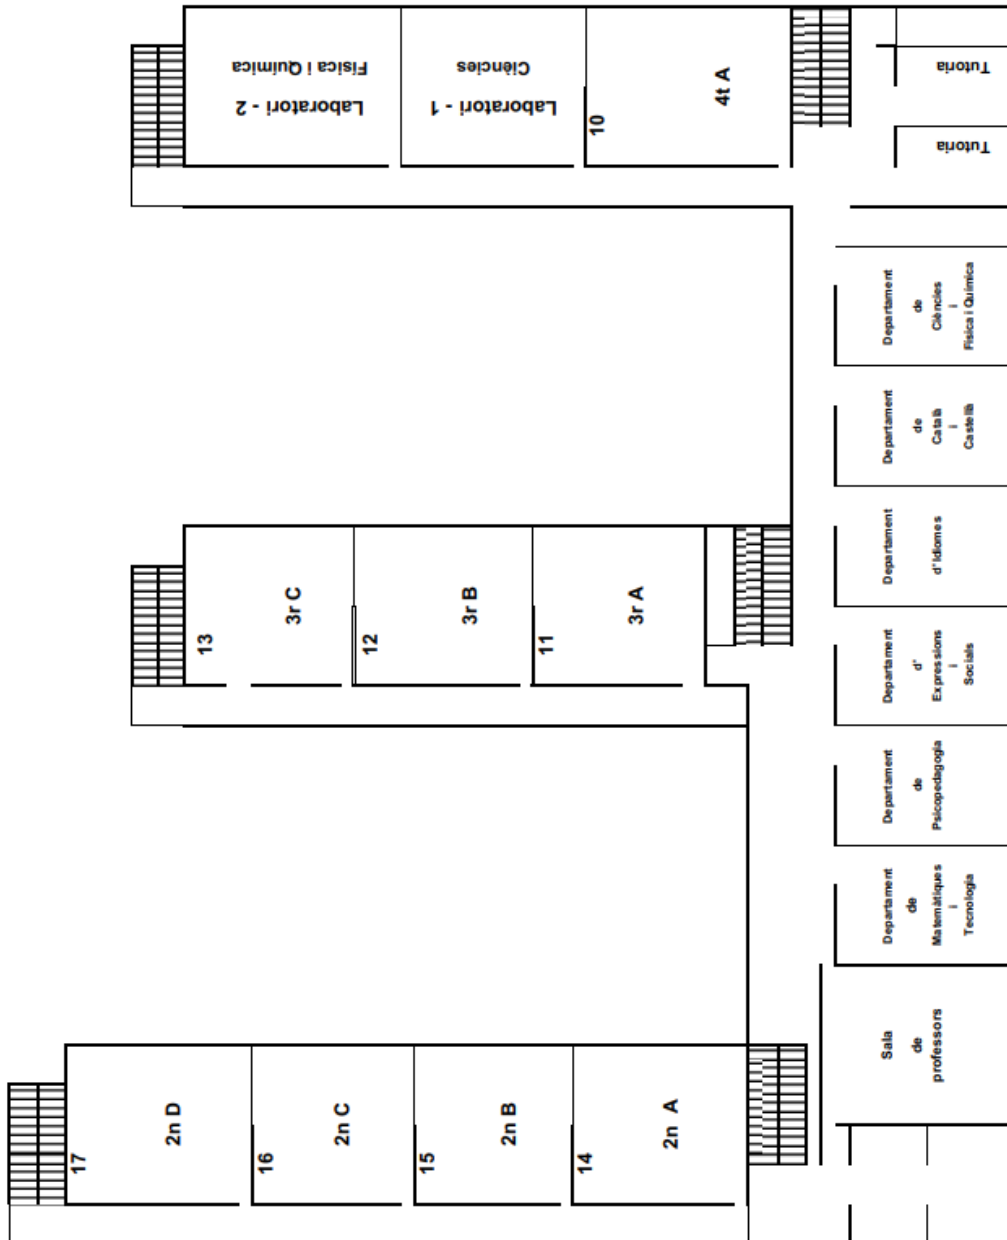 Laboratori - 2
Física i Química
Laboratori - 1
Ciències
10
4t A
Tutoria
Tutoria
Departament
de
Ciències
i
Física i Química
Departament
de
Català
i
Castellà
Departament
d'Idiomes
Departament
d'
Expressions
i
Socials
Departament
de
Psicopedagogia
Departament
de
Matemàtiques
i
Tecnologia
Sala
de
professors
13
3r C
12
3r B
11
3r A
17
2n D
16
2n C
15
2n B
14
2n A